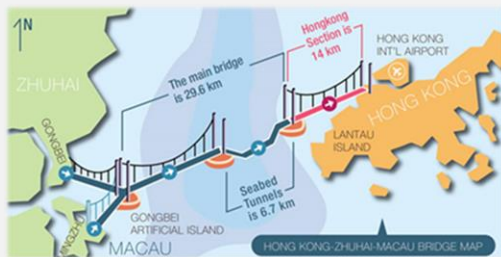 N
ZHUHAI
The main bridge
is 29.6 km
Hongkong
Section is
14 km
HONG KONG
INT'L AIRPORT
HONG KONG
GONGBEI
LANTAU
ISLAND
Seabed
Tunnels
is 6.7 km
GONGBEI
ARTIFICIAL ISLAND
MACAU
HONG KONG-ZHUHAI-MACAU BRIDGE MAP